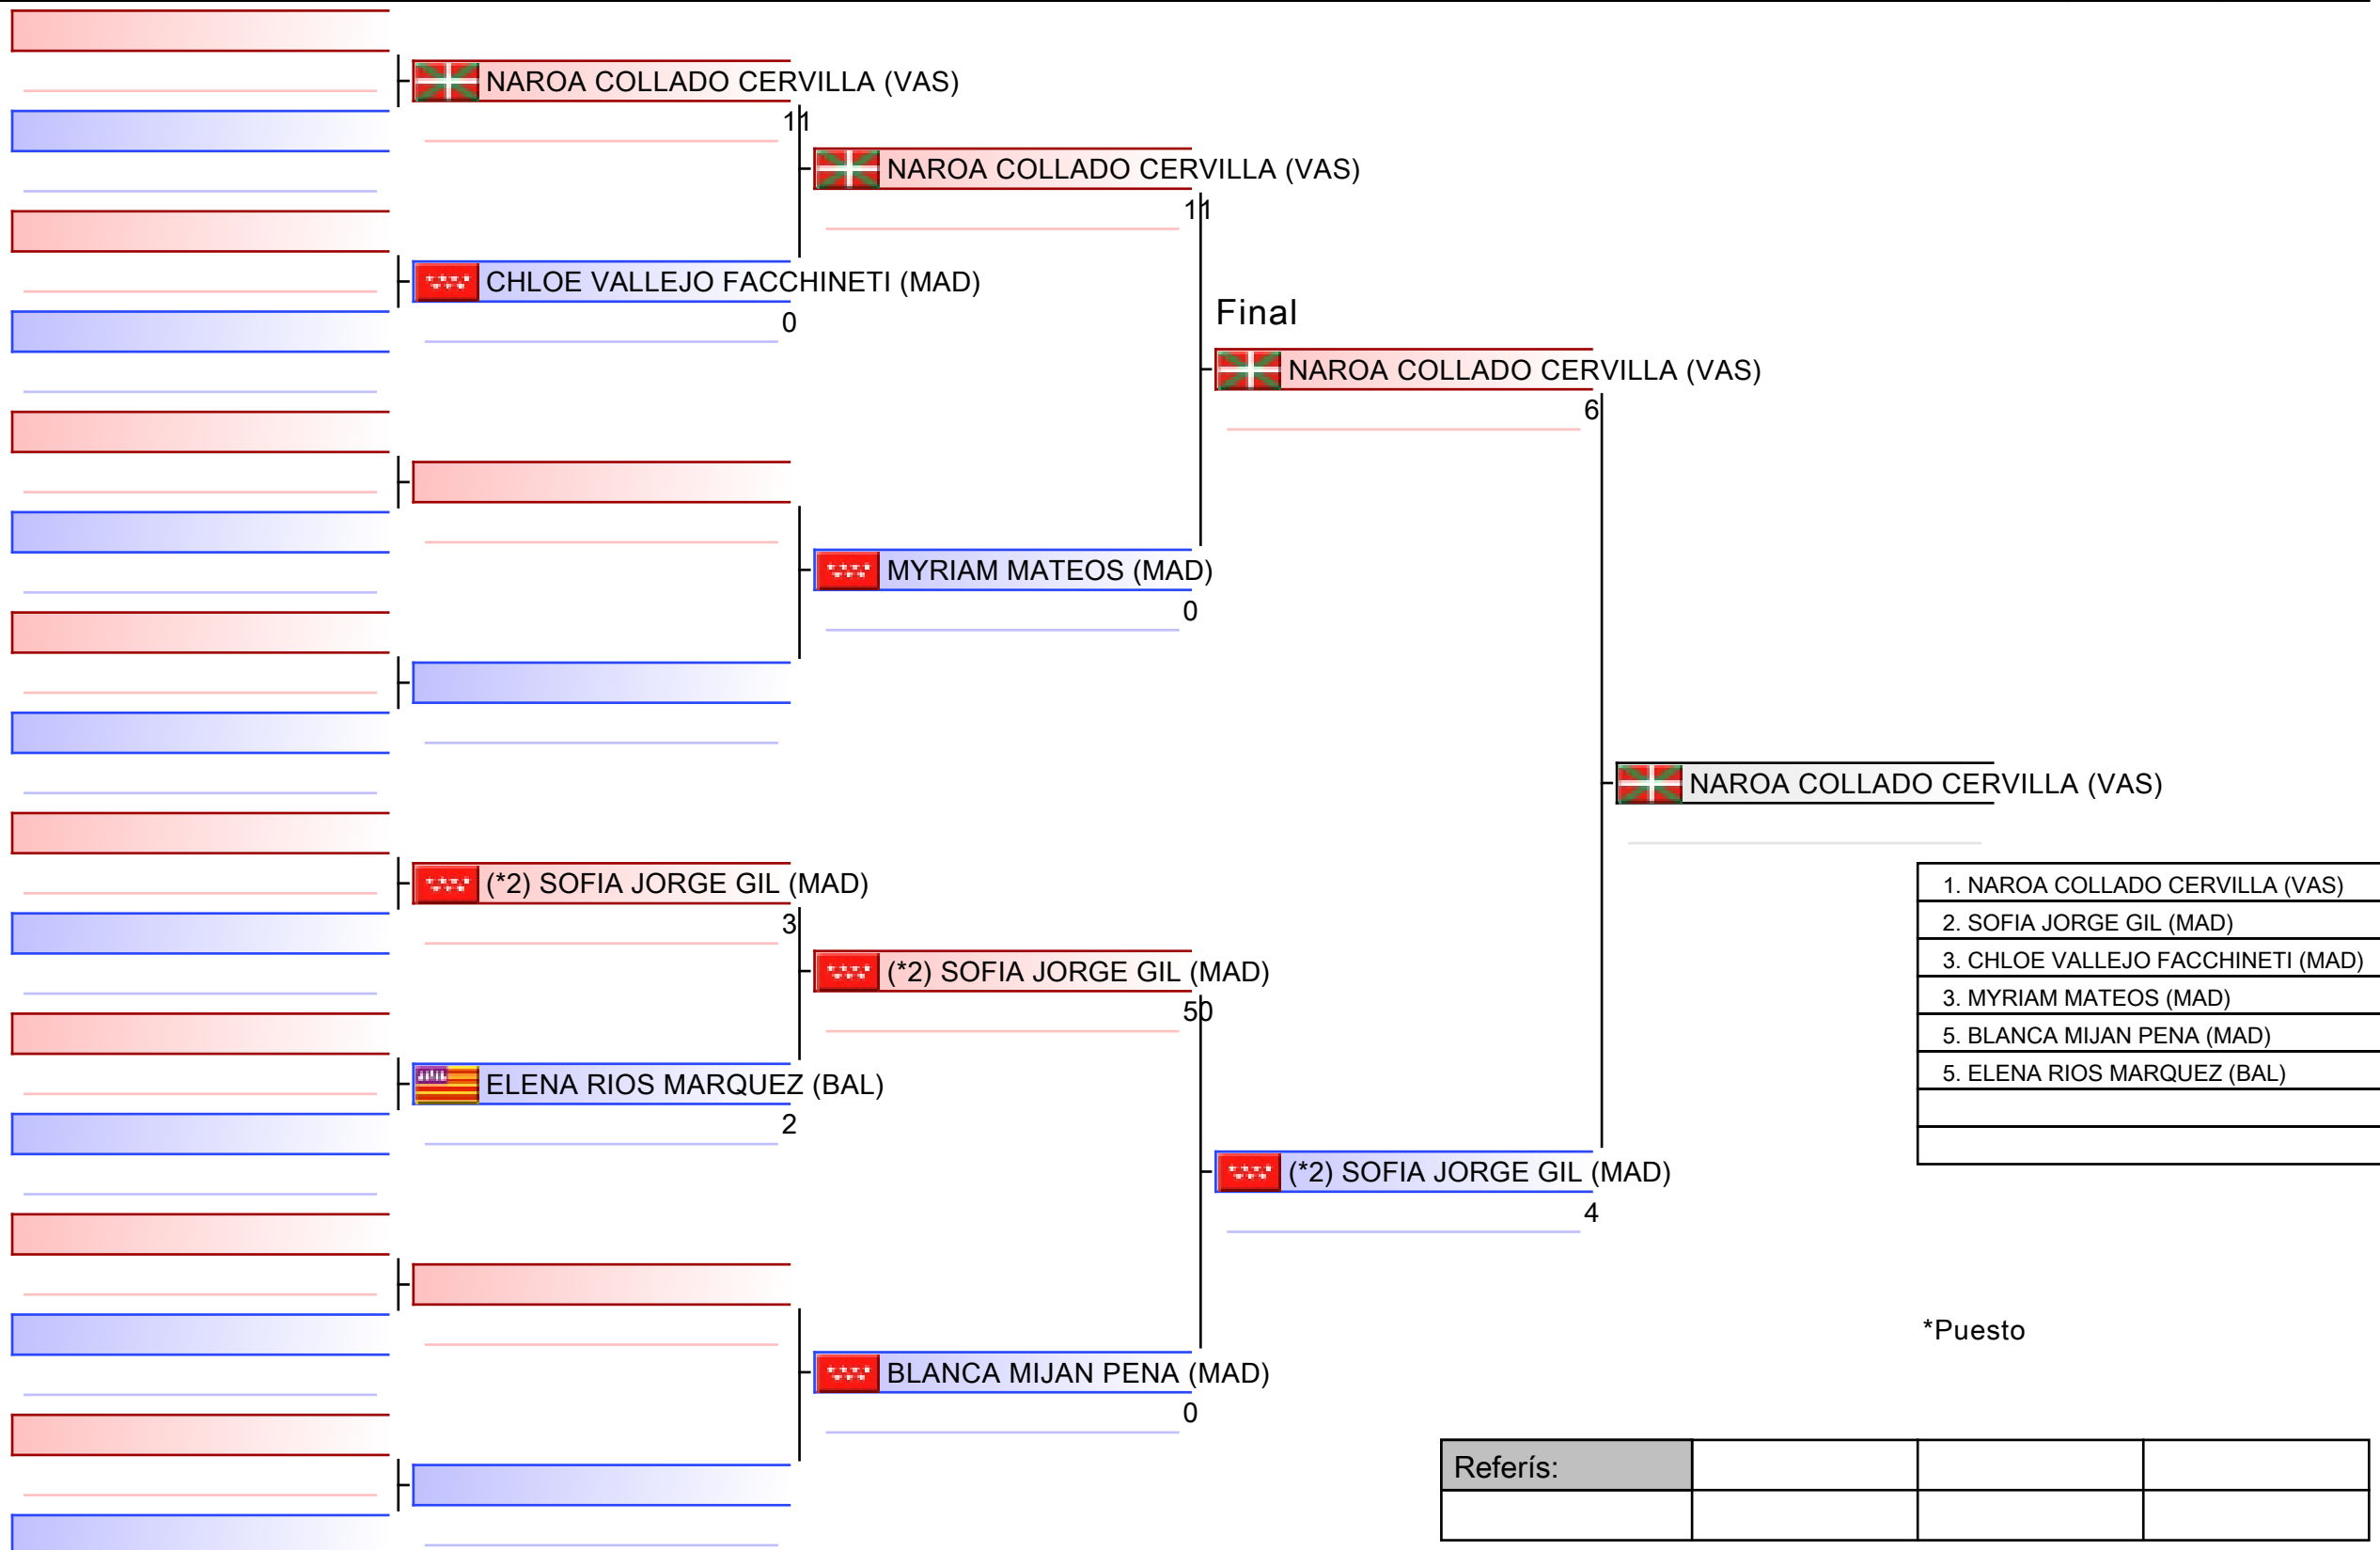 NAROA COLLADO CERVILLA (VAS)
11
NAROA COLLADO CERVILLA (VAS)
11
CHLOE VALLEJO FACCHINETI (MAD)
0
Final
NAROA COLLADO CERVILLA (VAS)
6
MYRIAM MATEOS (MAD)
0
NAROA COLLADO CERVILLA (VAS)
(*2) SOFIA JORGE GIL (MAD)
3
(*2) SOFIA JORGE GIL (MAD)
50
ELENA RIOS MARQUEZ (BAL)
2
(*2) SOFIA JORGE GIL (MAD)
4
BLANCA MIJAN PENA (MAD)
0
1. NAROA COLLADO CERVILLA (VAS)
2. SOFIA JORGE GIL (MAD)
3. CHLOE VALLEJO FACCHINETI (MAD)
3. MYRIAM MATEOS (MAD)
5. BLANCA MIJAN PENA (MAD)
5. ELENA RIOS MARQUEZ (BAL)
*Puesto
Referís: